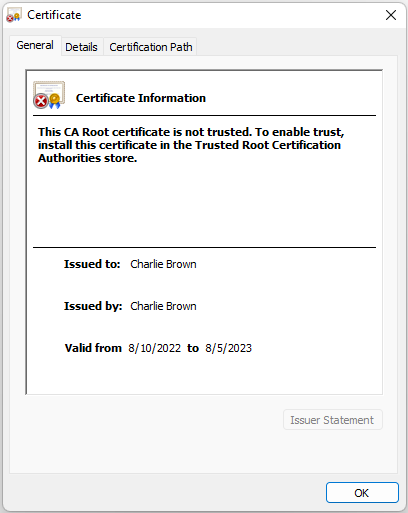 Certificate
General Details Certification Path
Certificate Information
This CA Root certificate is not trusted. To enable trust,
install this certificate in the Trusted Root Certification
Authorities store.
Issued to: Charlie Brown
Issued by: Charlie Brown
Valid from 8/10/2022 to 8/5/2023
Issuer Statement
OK